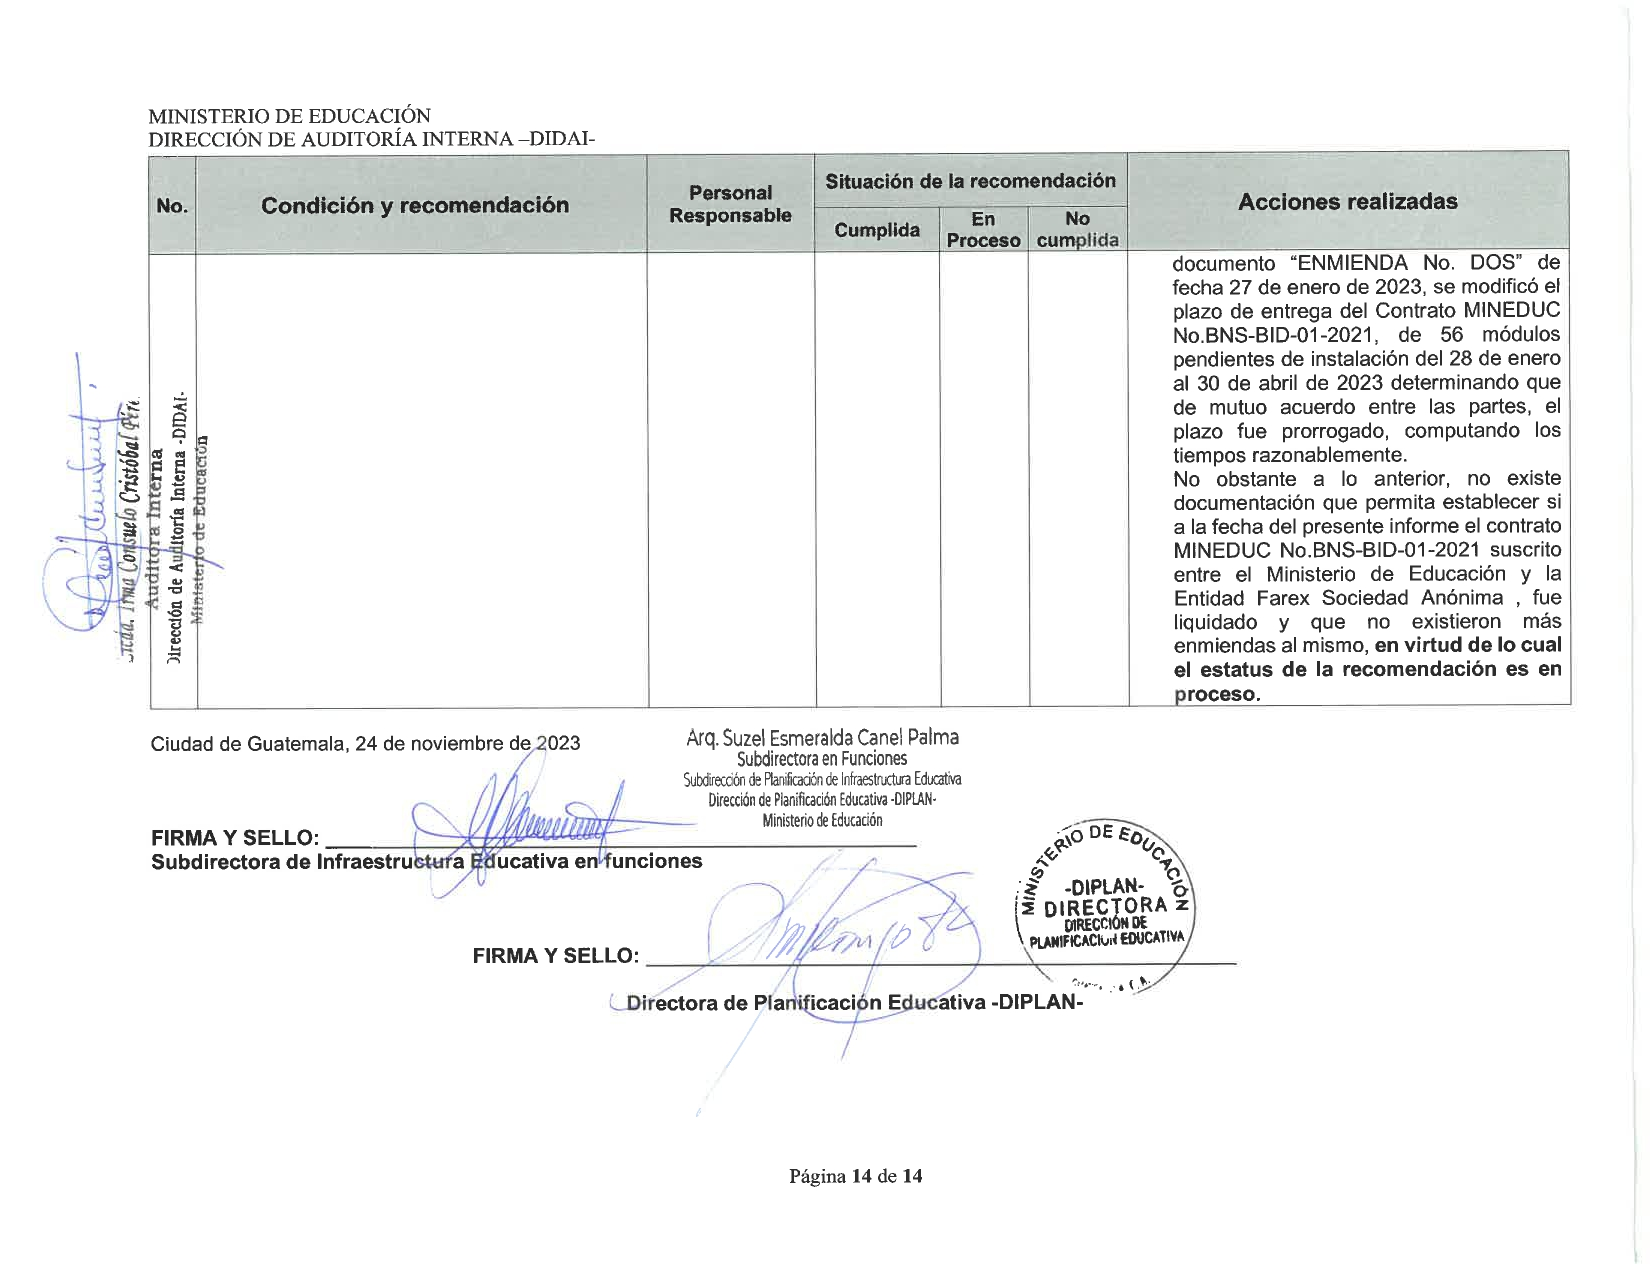 MINISTERIO DE EDUCACIÓN
DIRECCIÓN DE AUDITORÍA INTERNA –DIDAI-
No.
Condición y recomendación
Personal
Responsable
Situación de la recomendación
Cumplida
En
Proceso
No
cumplida
Acciones realizadas
documento “ENMIENDA No. DOS” de
fecha 27 de enero de 2023, se modificó el
plazo de entrega del Contrato MINEDUC
No.BNS-BID-01-2021, de 56 módulos
pendientes de instalación del 28 de enero
al 30 de abril de 2023 determinando que
de mutuo acuerdo entre las partes, el
plazo fue prorrogado, computando los
tiempos razonablemente.
No obstante a lo anterior, no existe
documentación que permita establecer si
a la fecha del presente informe el contrato
MINEDUC No.BNS-BID-01-2021 suscrito
entre el Ministerio de Educación y la
Entidad Farex Sociedad Anónima , fue
liquidado y que no existieron más
enmiendas al mismo, en virtud de lo cual
el estatus de la recomendación es en
proceso.
Irma Consuelo Cristóbal
Auditora Interna
Dirección de Auditoría Interna -DIDAI-
Ministerio de Educación
Ciudad de Guatemala, 24 de noviembre de 2023
Arq. Suzel Esmeralda Canel Palma
Subdirectora en Funciones
Subdirección de Planificación de Infraestructura Educativa
Dirección de Planificación Educativa -DIPLAN-
Ministerio de Educación
FIRMA Y SELLO:
Subdirectora de Infraestructura Educativa en funciones
MINISTERIO DE EDUCACIÓN
-DIPLAN-
DIRECTORA
DIRECCIÓN DE
PLANIFICACION EDUCATIVA
FIRMA Y SELLO:
Directora de Planificación Educativa -DIPLAN-
Página 14 de 14